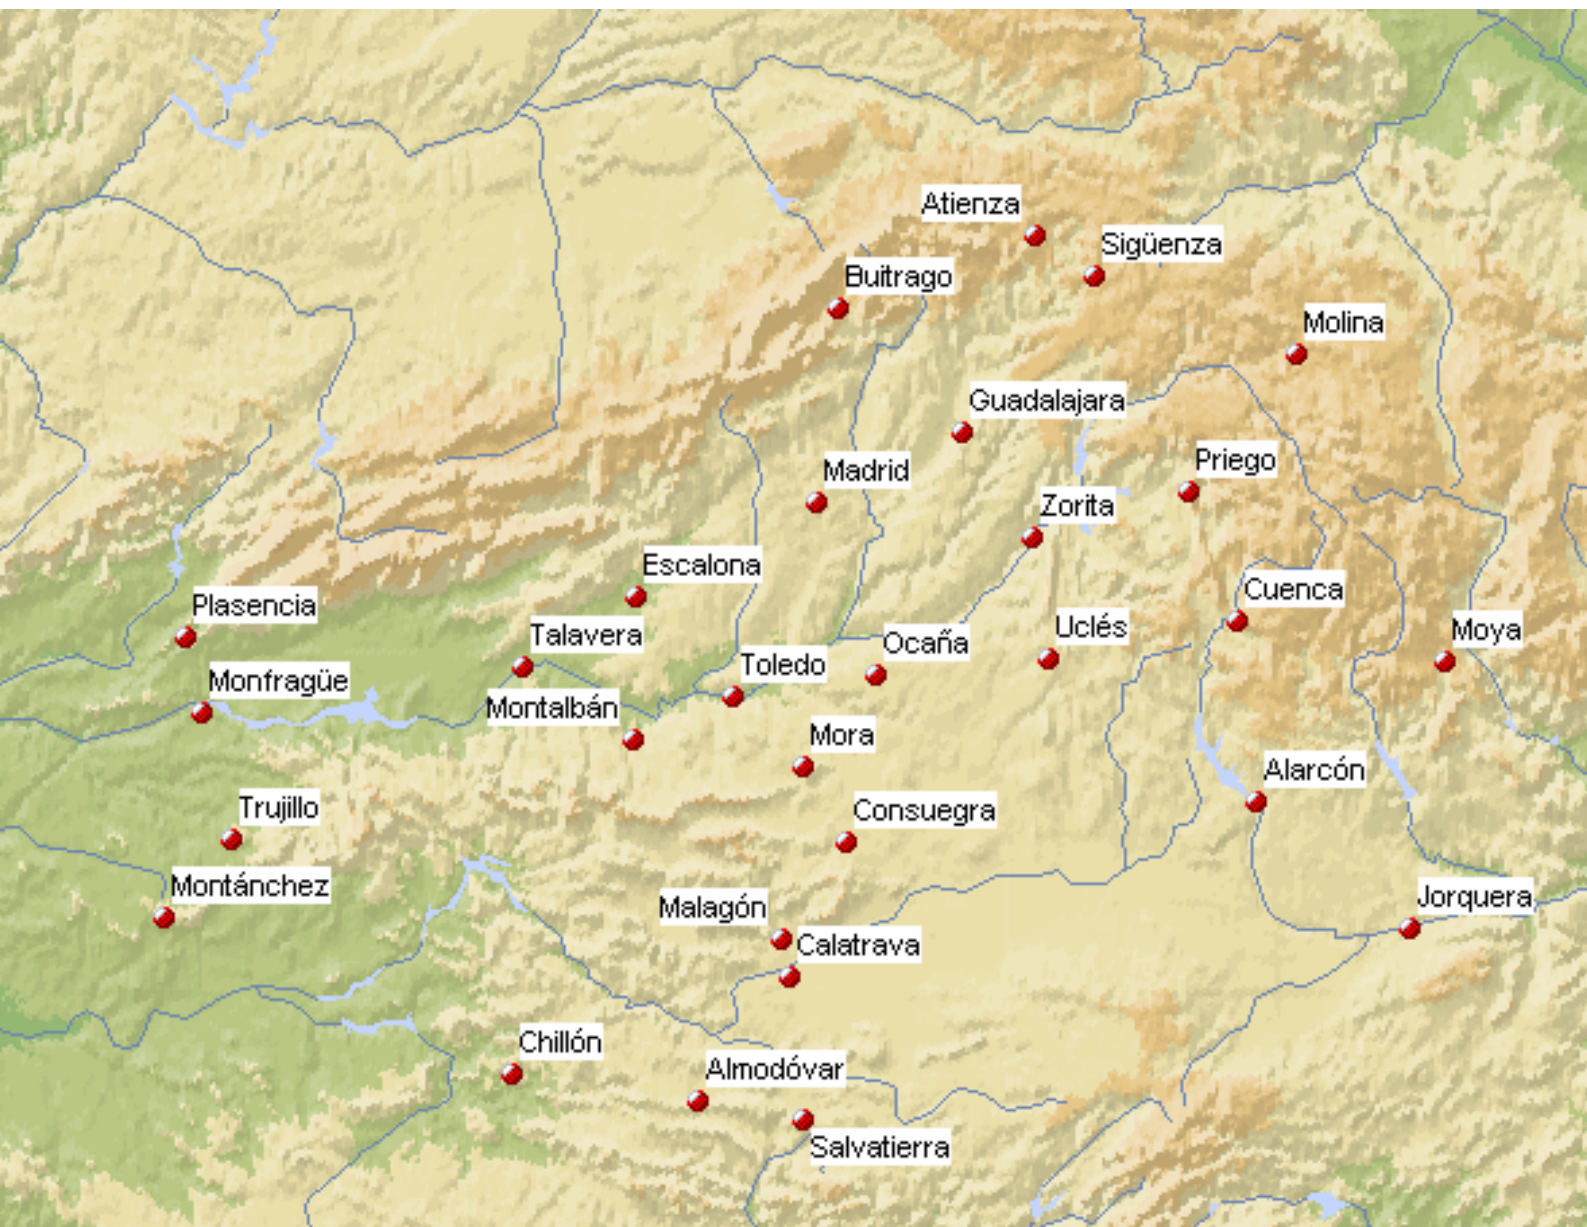 Atienza
Sigüenza
Buitrago
Molina
Guadalajara
Priego
Madrid
Zorita
Escalona
Cuenca
Plasencia
Talavera
Uclés
Moya
Ocaña
Toledo
Monfragüe
Montalbán
Mora
Alarcón
Trujillo
Consuegra
Montánchez
Jorquera
Malagón
Calatrava
Chillón
Almodóvar
Salvatierra